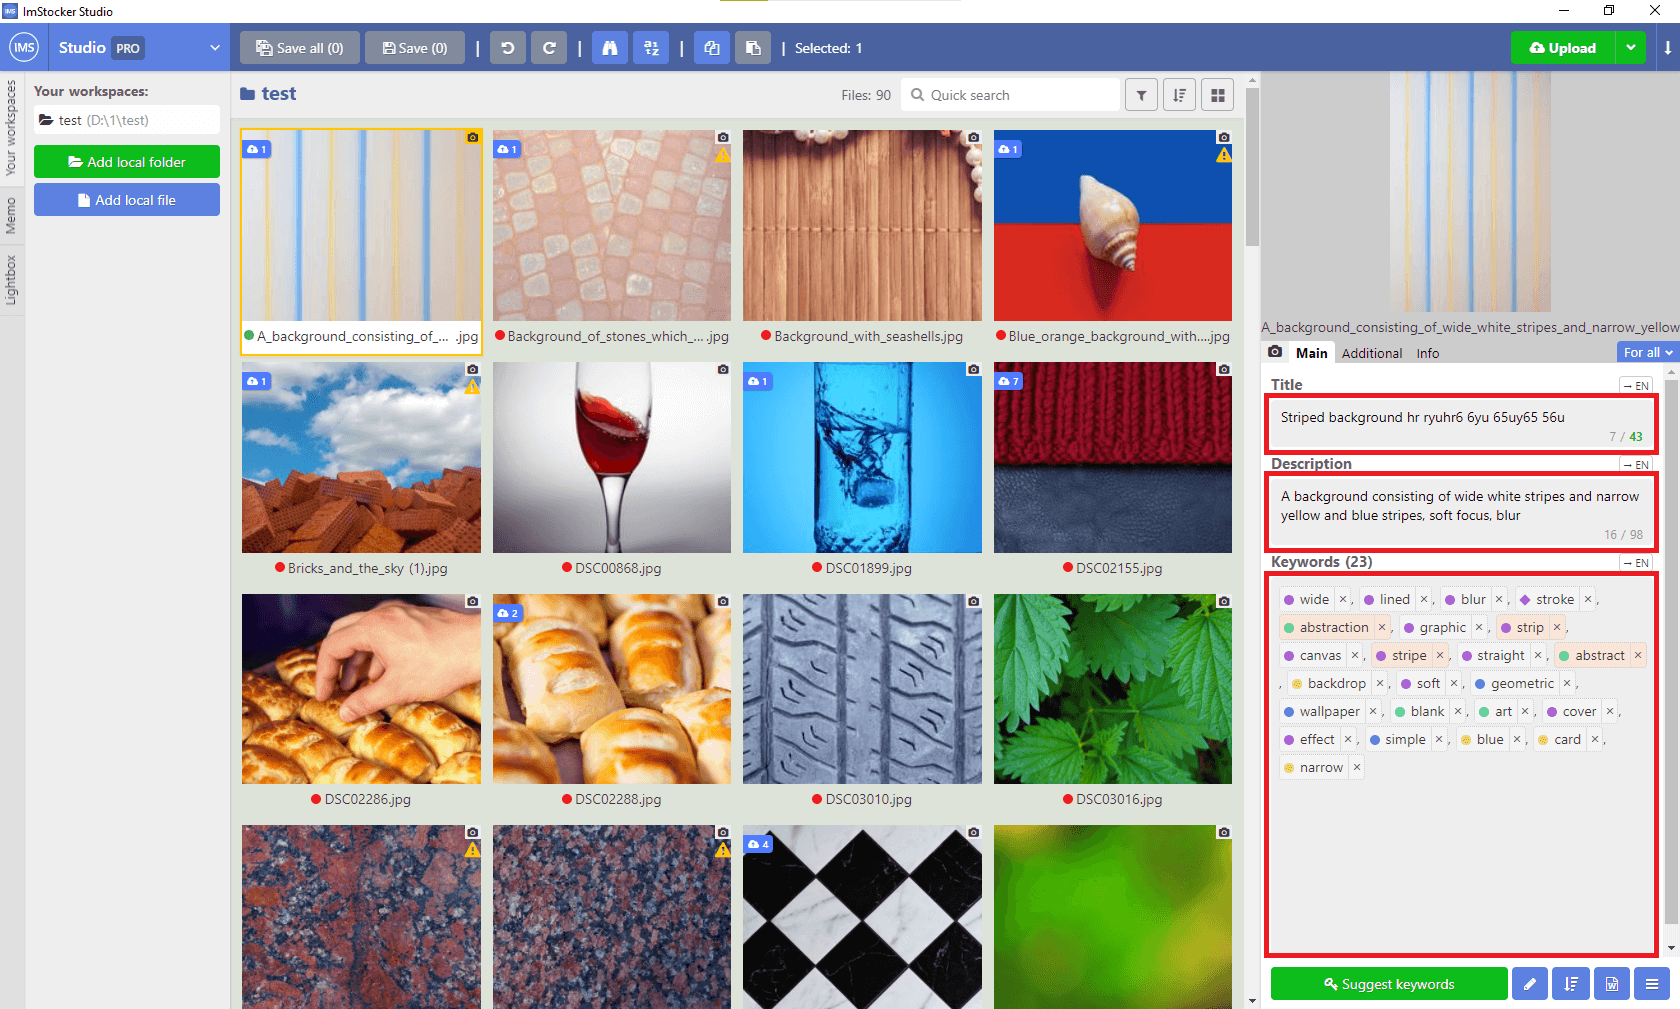 ImStocker Studio
IMS Studio PRO
Save all (0) Save (0) | | | | Selected: 1
Upload
Your workspaces
Memo
Lightbox
Your workspaces:
test (D:\1\test)
Add local folder
Add local file
test
Files: 90
Quick search
1
1
1
A_background_consisting_of_... .jpg
Background_of_stones_which_... .jpg
Background_with_seashells.jpg
Blue_orange_background_with....jpg
1
1
7
Bricks_and_the_sky (1).jpg
DSC00868.jpg
DSC01899.jpg
DSC02155.jpg
2
DSC02286.jpg
DSC02288.jpg
DSC03010.jpg
DSC03016.jpg
4
A_background_consisting_of_wide_white_stripes_and_narrow_yellow
Main Additional Info For all
Title → EN
Striped background hr ryuhr6 6yu 65uy65 56u
7 / 43
Description → EN
A background consisting of wide white stripes and narrow
yellow and blue stripes, soft focus, blur
16 / 98
Keywords (23) → EN
wide ×, lined ×, blur ×, stroke ×,
abstraction ×, graphic ×, strip ×,
canvas ×, stripe ×, straight ×, abstract ×
, backdrop ×, soft ×, geometric ×,
wallpaper ×, blank ×, art ×, cover ×,
effect ×, simple ×, blue ×, card ×,
narrow ×
Suggest keywords